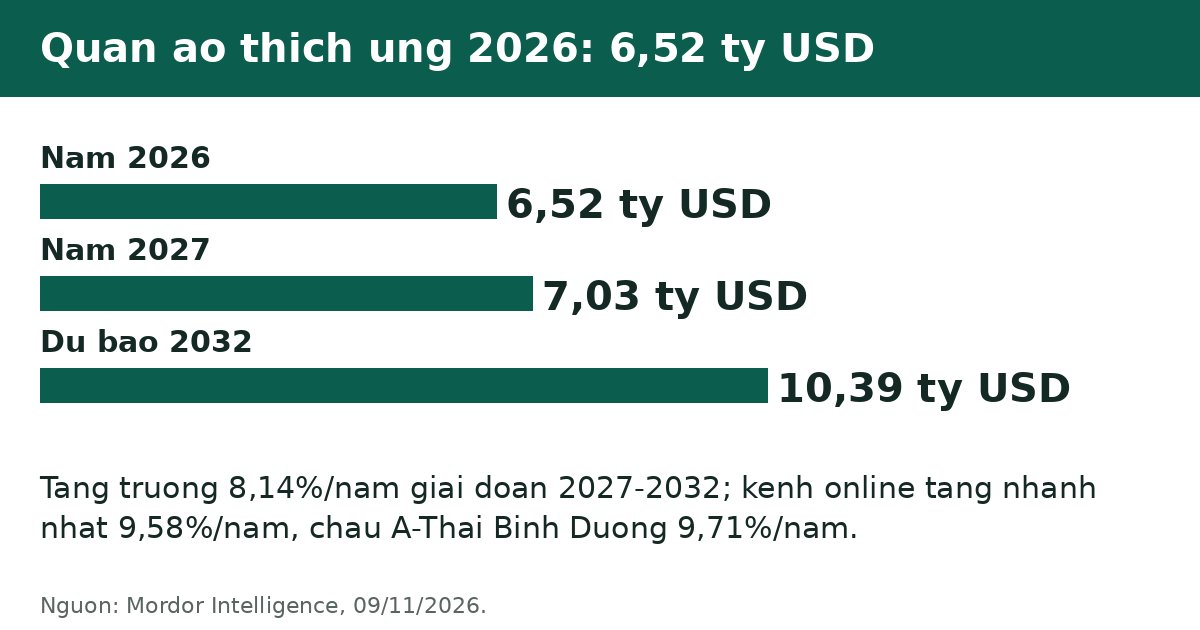 Quan ao thich ung 2026: 6,52 ty USD
Nam 2026
6,52 ty USD
Nam 2027
7,03 ty USD
Du bao 2032
10,39 ty USD
Tang truong 8,14%/nam giai doan 2027-2032; kenh online tang nhanh
nhat 9,58%/nam, chau A-Thai Binh Duong 9,71%/nam.
Nguon: Mordor Intelligence, 09/11/2026.